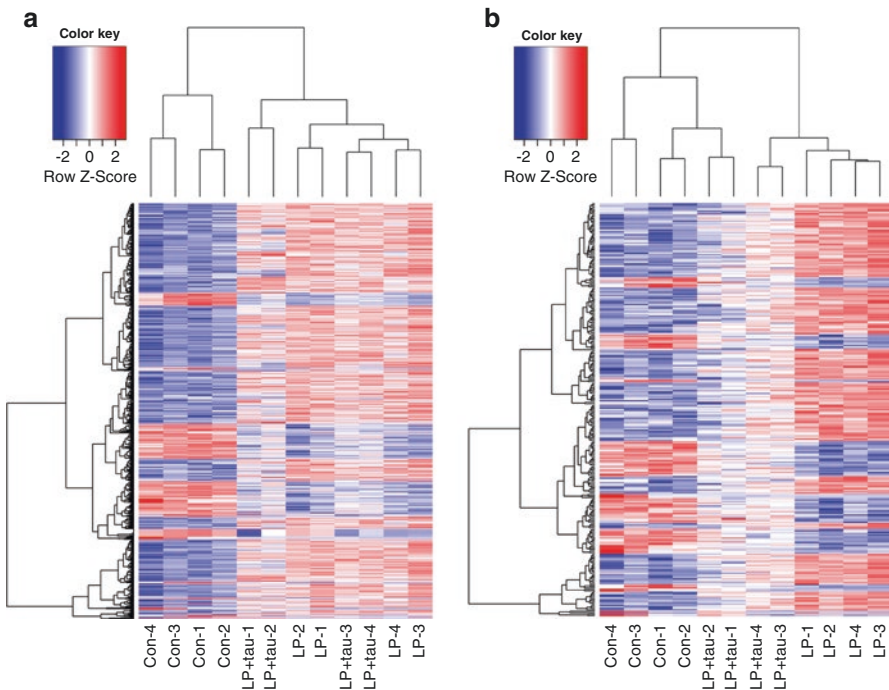 a
Color key
-2 0 2
Row Z-Score
Con-4
Con-3
Con-1
Con-2
LP+tau-1
LP+tau-2
LP-2
LP-1
LP+tau-3
LP+tau-4
LP-4
LP-3
b
Color key
-2 0 2
Row Z-Score
Con-4
Con-3
Con-1
Con-2
LP+tau-2
LP+tau-1
LP+tau-4
LP+tau-3
LP-1
LP-2
LP-4
LP-3